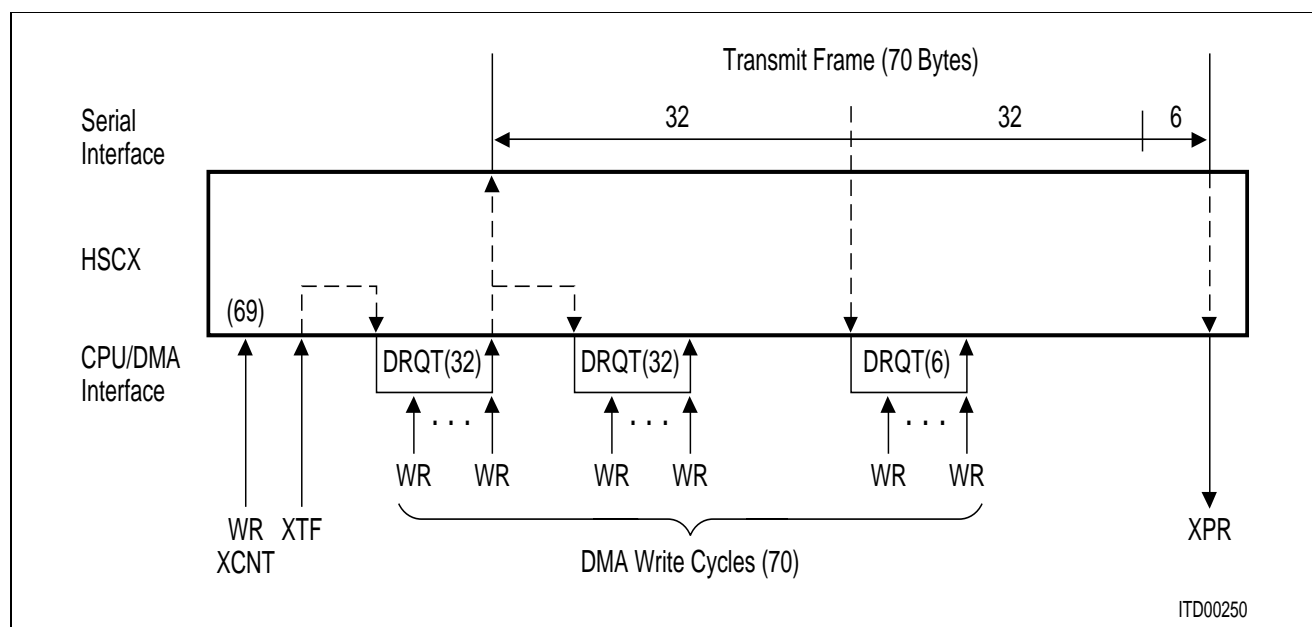 Transmit Frame (70 Bytes)
Serial
Interface
32
32
6
HSCX
(69)
CPU/DMA
Interface
DRQT(32)
DRQT(32)
DRQT(6)
. . .
. . .
. . .
WR
WR
WR
WR
WR
WR
WR
XCNT
XTF
DMA Write Cycles (70)
XPR
ITD00250